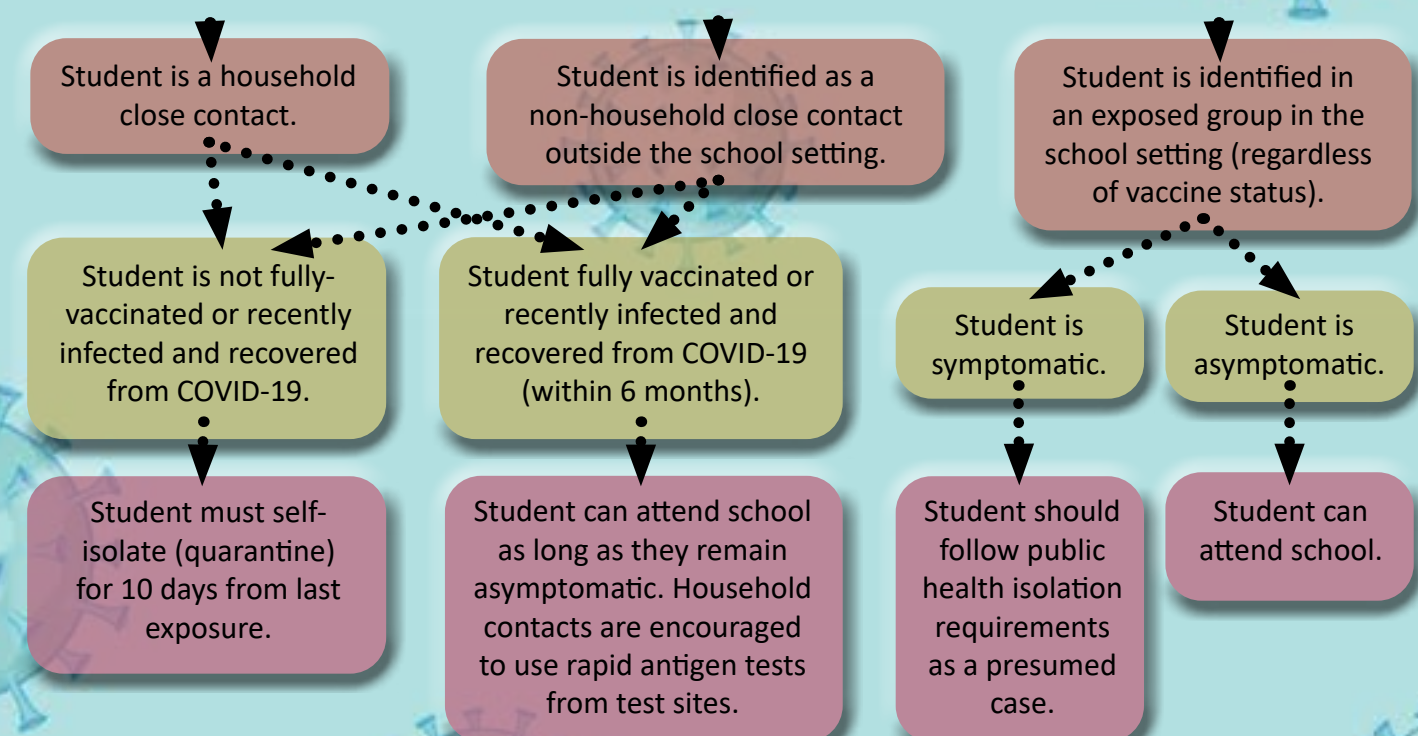 Student is a household
close contact.
Student is identified as a
non-household close contact
outside the school setting.
Student is identified in
an exposed group in the
school setting (regardless
of vaccine status).
Student is not fully-
vaccinated or recently
infected and recovered
from COVID-19.
Student fully vaccinated or
recently infected and
recovered from COVID-19
(within 6 months).
Student is
symptomatic.
Student is
asymptomatic.
Student must self-
isolate (quarantine)
for 10 days from last
exposure.
Student can attend school
as long as they remain
asymptomatic. Household
contacts are encouraged
to use rapid antigen tests
from test sites.
Student should
follow public
health isolation
requirements
as a presumed
case.
Student can
attend school.